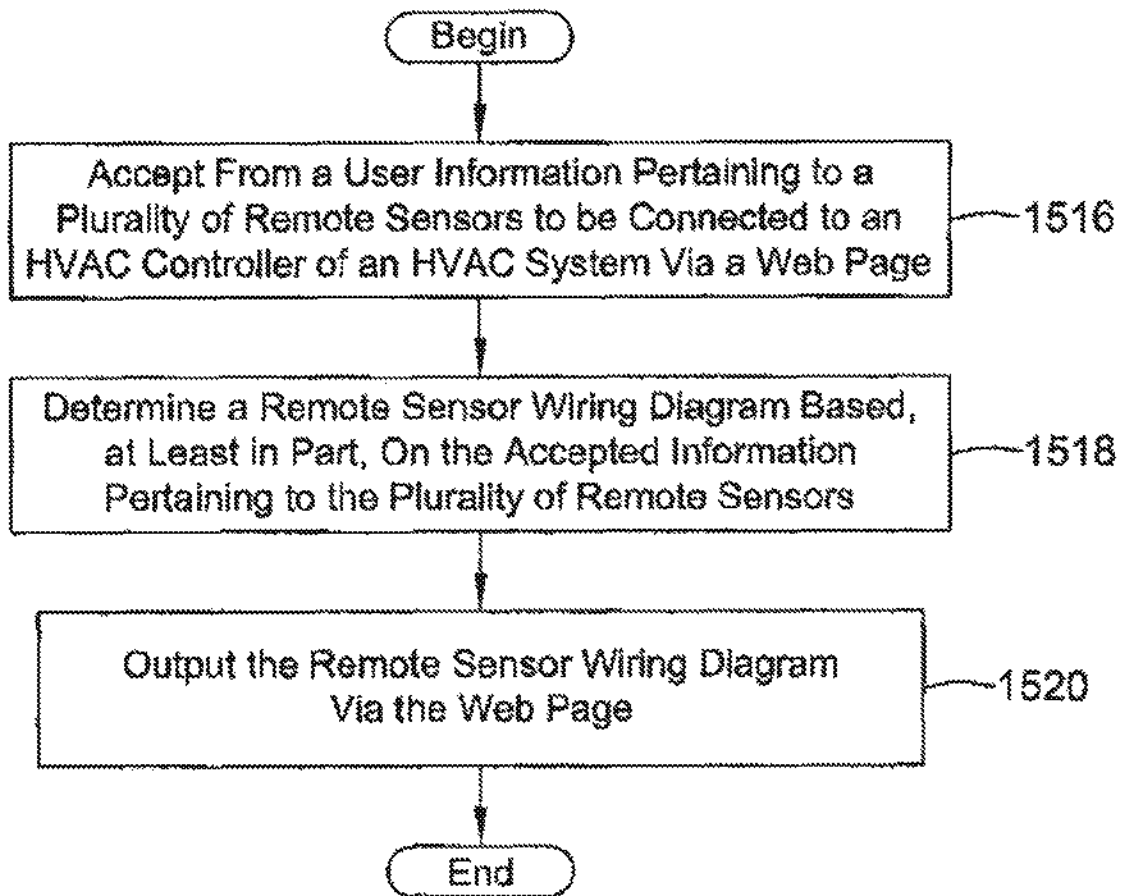 Begin
Accept From a User Information Pertaining to a
Plurality of Remote Sensors to be Connected to an
HVAC Controller of an HVAC System Via a Web Page
1516
Determine a Remote Sensor Wiring Diagram Based,
at Least in Part, On the Accepted Information
Pertaining to the Plurality of Remote Sensors
1518
Output the Remote Sensor Wiring Diagram
Via the Web Page
1520
End